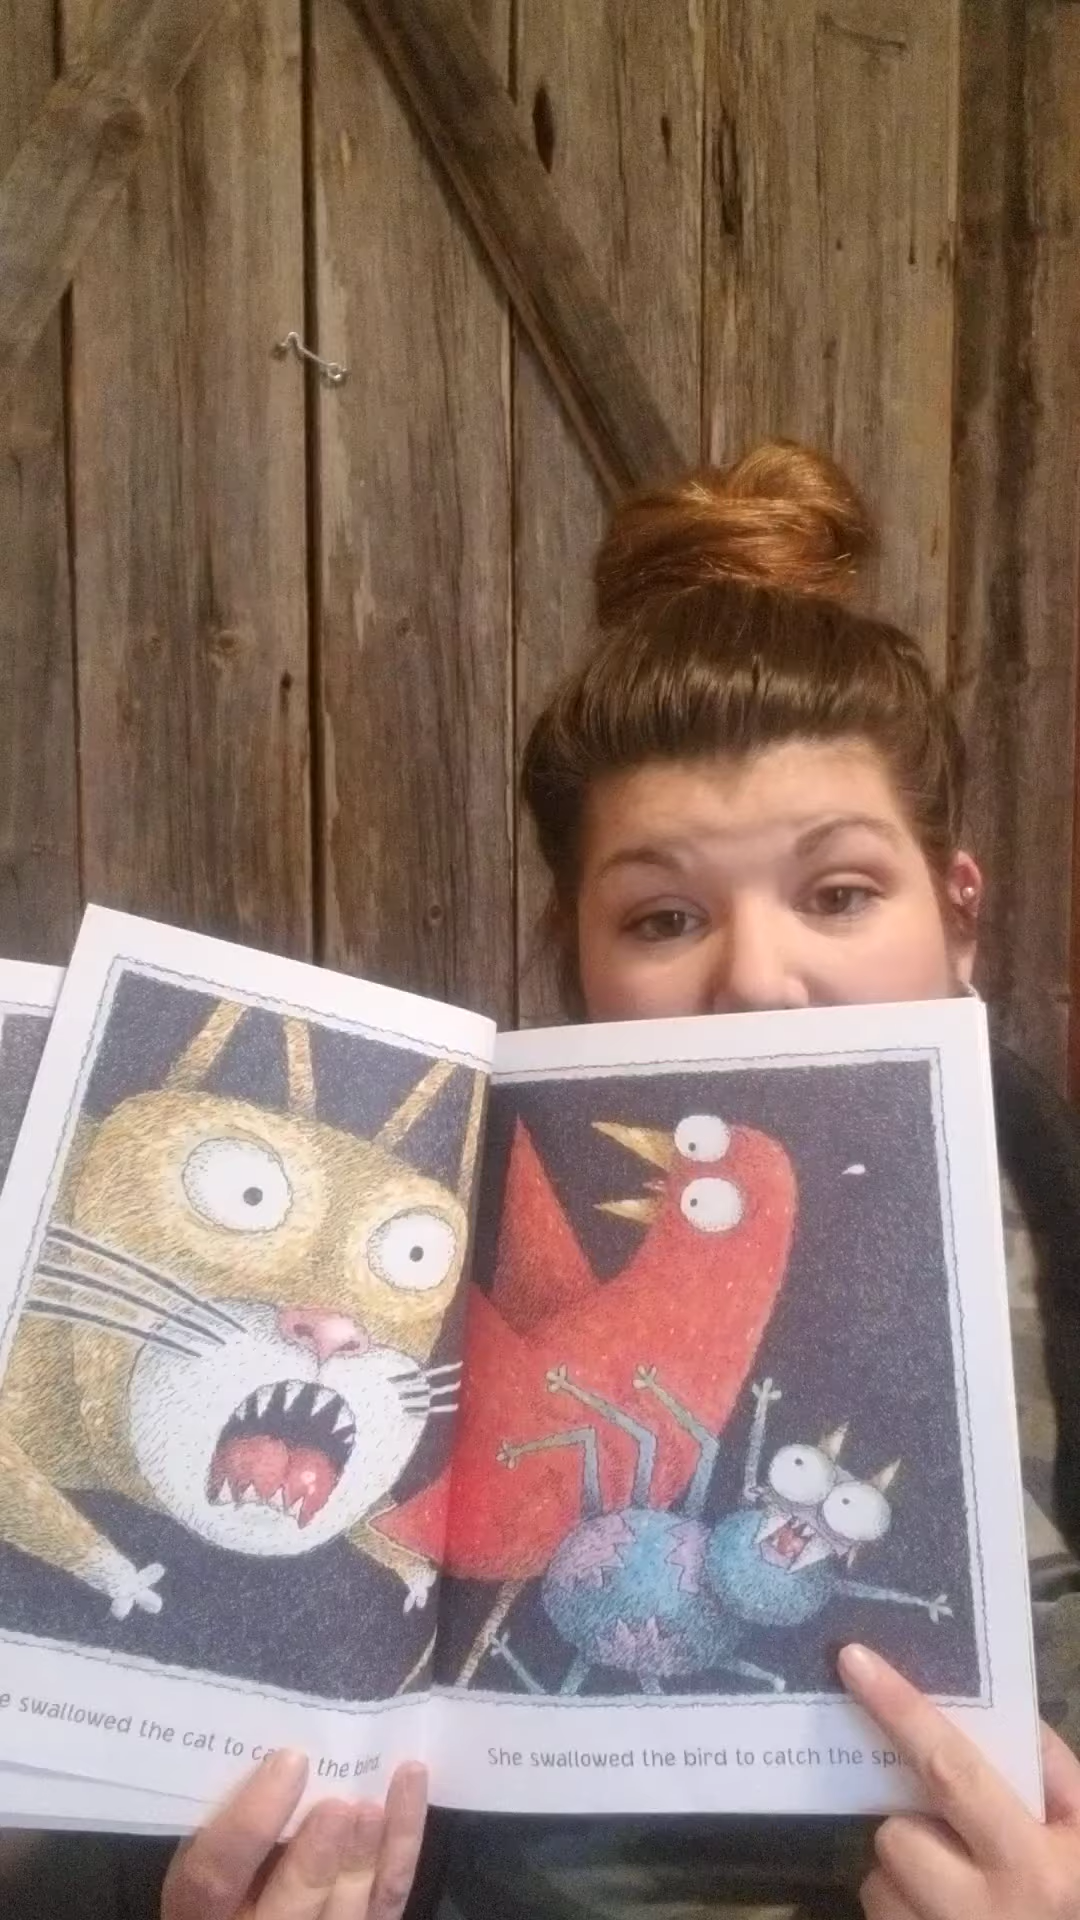 swallowed the cat to the bird.
She swallowed the bird to catch the